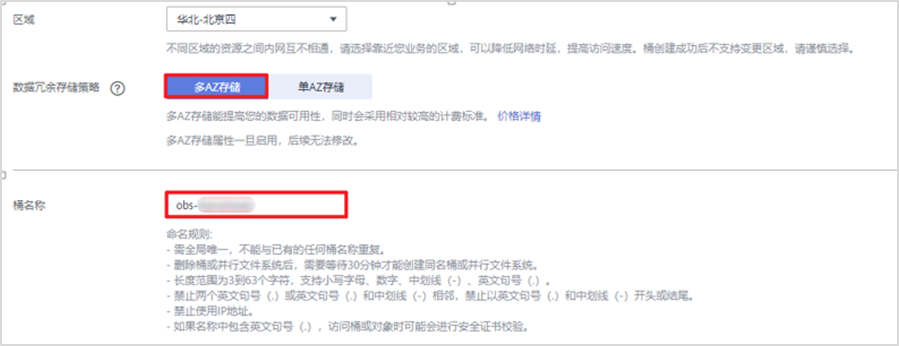 区域
华北-北京四
不同区域的资源之间内网互不相通，请选择靠近您业务的区域，可以降低网络时延，提高访问速度。桶创建成功后不支持变更区域，请谨慎选择。
数据冗余存储策略 ?
多AZ存储 单AZ存储
多AZ存储能提高您的数据可用性，同时会采用相对较高的计费标准。 价格详情
多AZ存储属性一旦启用，后续无法修改。
桶名称
obs-
命名规则:
- 需全局唯一，不能与已有的任何桶名称重复。
- 删除桶或并行文件系统后，需要等待30分钟才能创建同名桶或并行文件系统。
- 长度范围为3到63个字符，支持小写字母、数字、中划线（-）、英文句号（.）。
- 禁止两个英文句号（.）或英文句号（.）和中划线（-）相邻，禁止以英文句号（.）和中划线（-）开头或结尾。
- 禁止使用IP地址。
- 如果名称中包含英文句号（.），访问桶或对象时可能会进行安全证书校验。